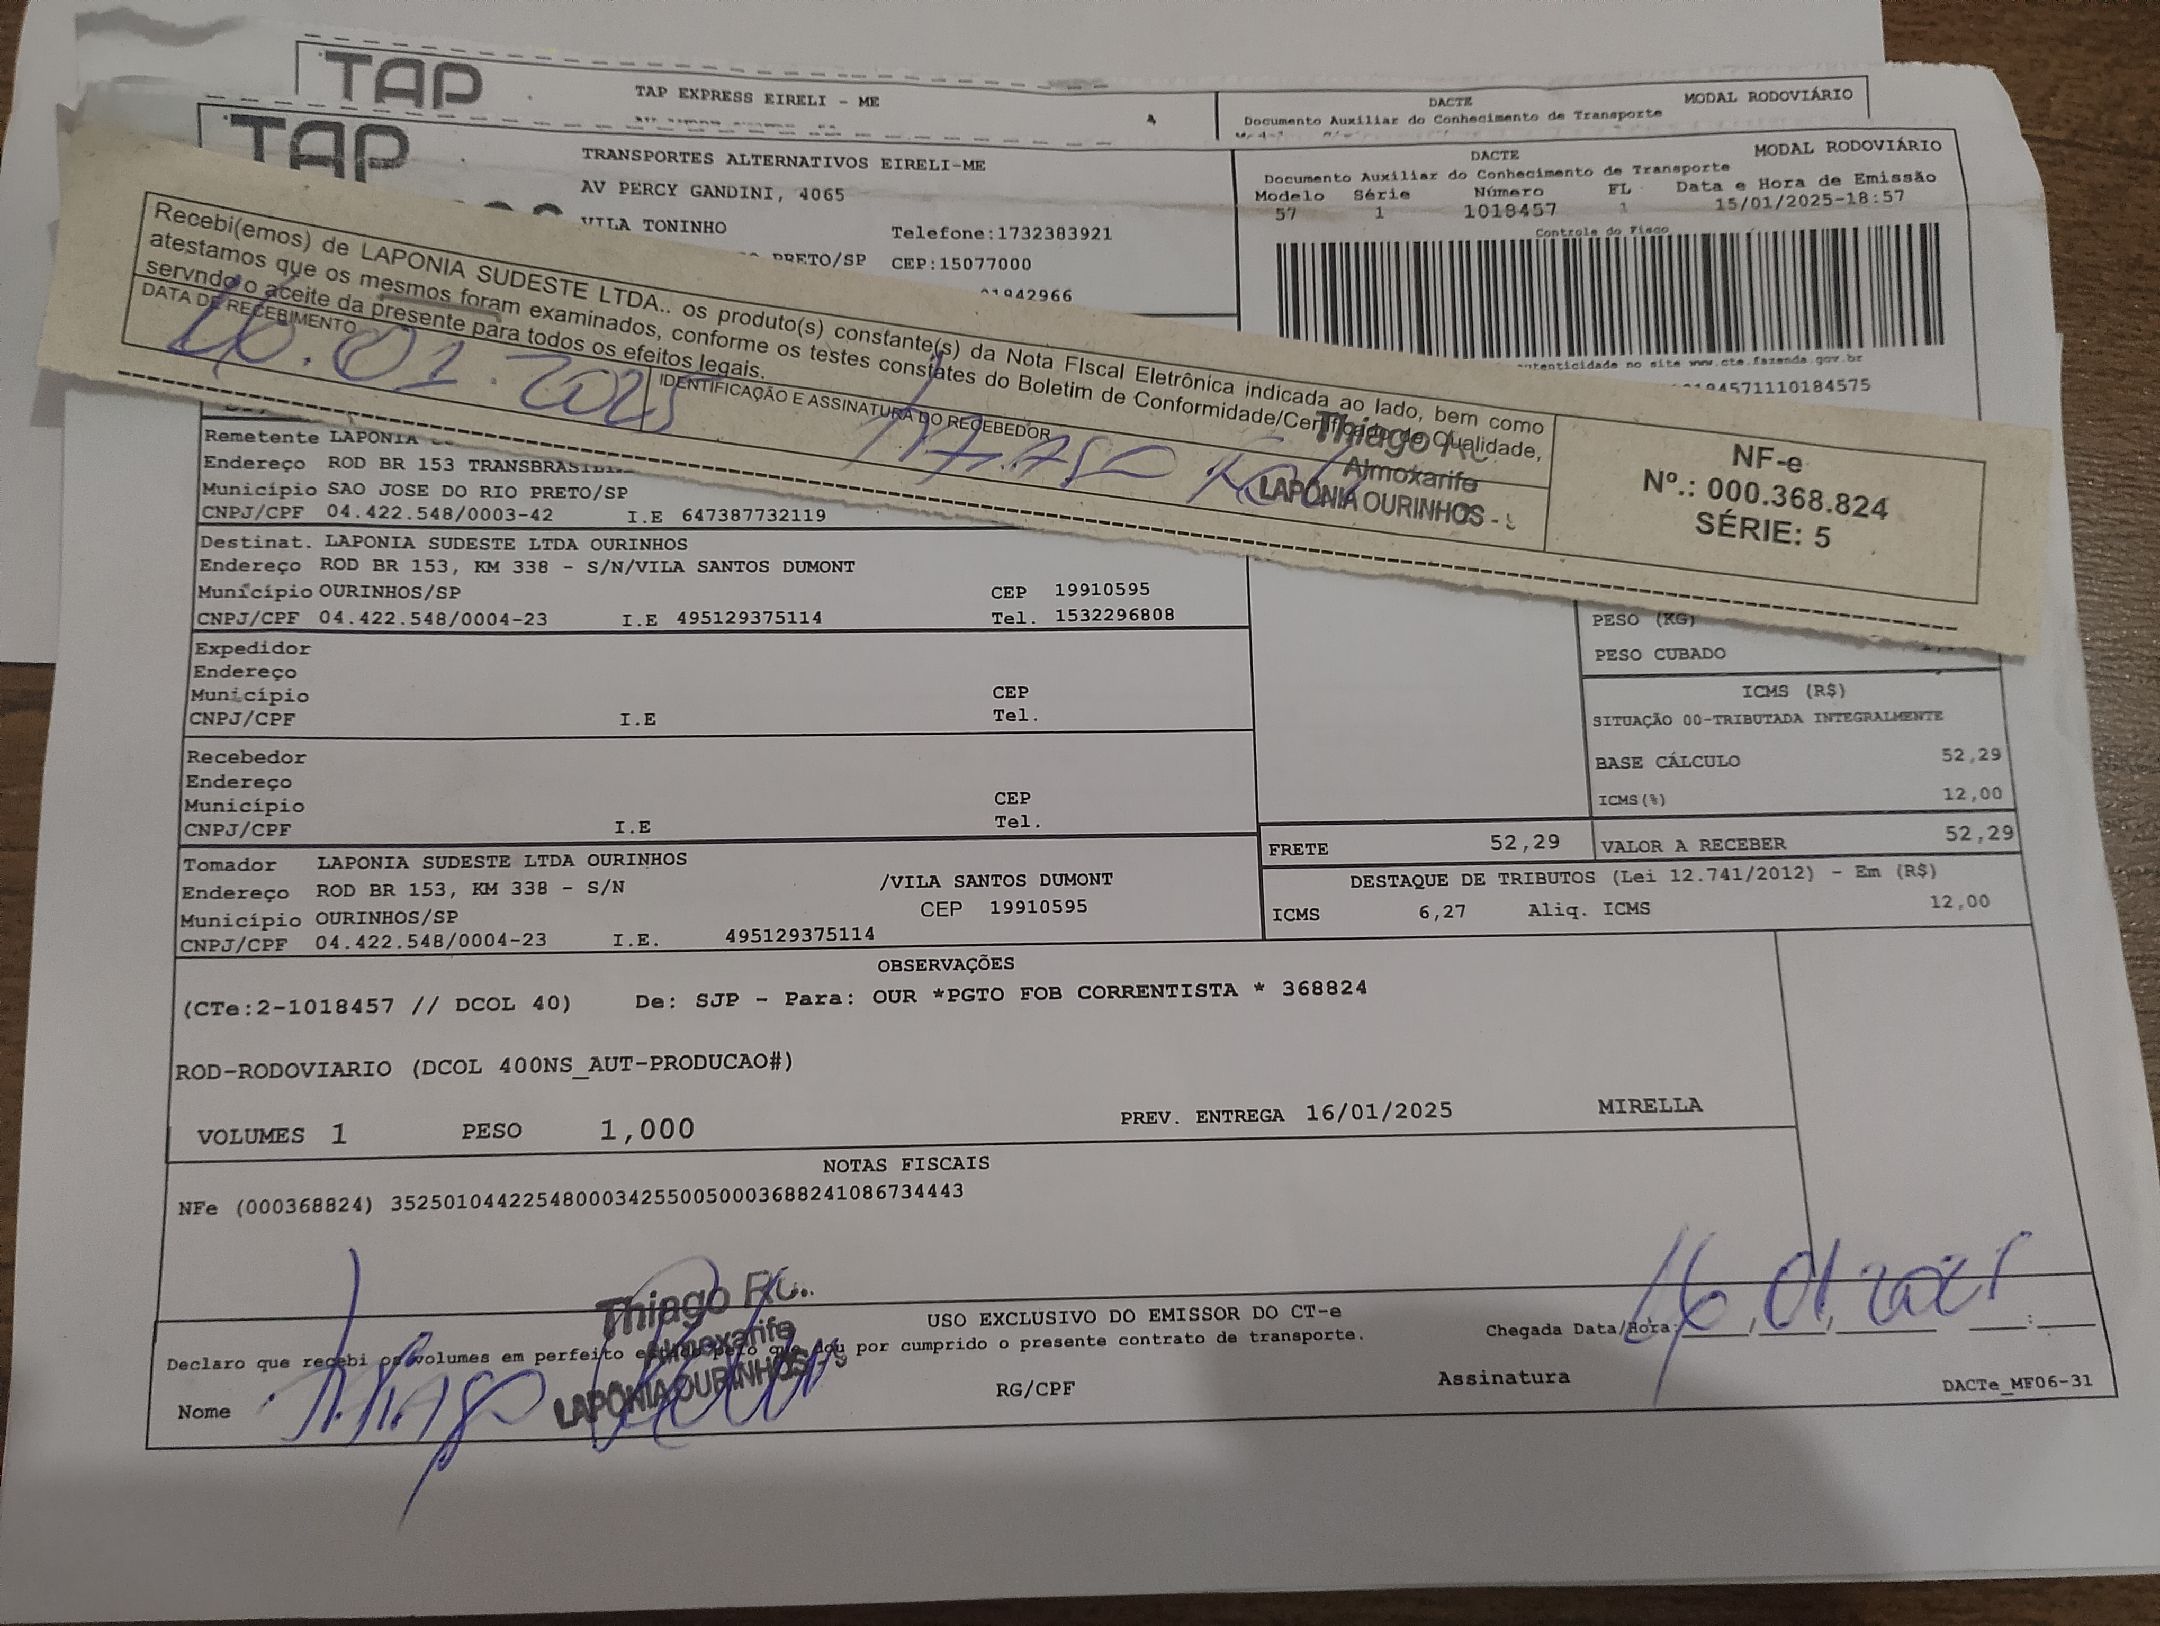 TAP
TAP EXPRESS EIRELI - ME
DACTE
MODAL RODOVIÁRIO
Documento Auxiliar do Conhecimento de Transporte
TAP
TRANSPORTES ALTERNATIVOS EIRELI-ME
AV PERCY GANDINI, 4065
VILA TONINHO
Telefone:1732383921
PRETO/SP CEP:15077000
DACTE
MODAL RODOVIÁRIO
Documento Auxiliar do Conhecimento de Transporte
Modelo Série Número FL Data e Hora de Emissão
57 1 1018457 1 15/01/2025-18:57
Controle do Fisco
no site www.cte.fazenda.gov.br
Recebi(emos) de LAPONIA SUDESTE LTDA.. os produto(s) constante(s) da Nota FIscal Eletrônica indicada ao lado, bem como
atestamos que os mesmos foram examinados, conforme os testes constates do Boletim de Conformidade/Certificado de Qualidade,
servndo o aceite da presente para todos os efeitos legais.
DATA DE RECEBIMENTO
16.01.2025
IDENTIFICAÇÃO E ASSINATURA DO RECEBEDOR
Thiago
Almoxarife
LAPONIA OURINHOS -
NF-e
Nº.: 000.368.824
SÉRIE: 5
Remetente LAPONIA
Endereço ROD BR 153
Município SAO JOSE DO RIO PRETO/SP
CNPJ/CPF 04.422.548/0003-42 I.E 647387732119
Destinat. LAPONIA SUDESTE LTDA OURINHOS
Endereço ROD BR 153, KM 338 - S/N/VILA SANTOS DUMONT
Município OURINHOS/SP CEP 19910595
CNPJ/CPF 04.422.548/0004-23 I.E 495129375114 Tel. 1532296808
Expedidor
Endereço
Município CEP
CNPJ/CPF I.E Tel.
Recebedor
Endereço
Município CEP
CNPJ/CPF I.E Tel.
Tomador LAPONIA SUDESTE LTDA OURINHOS
Endereço ROD BR 153, KM 338 - S/N /VILA SANTOS DUMONT
Município OURINHOS/SP CEP 19910595
CNPJ/CPF 04.422.548/0004-23 I.E. 495129375114
PESO (KG)
PESO CUBADO
ICMS (R$)
SITUAÇÃO 00-TRIBUTADA INTEGRALMENTE
BASE CÁLCULO 52,29
ICMS(%) 12,00
FRETE 52,29 VALOR A RECEBER 52,29
DESTAQUE DE TRIBUTOS (Lei 12.741/2012) - Em (R$)
ICMS 6,27 Aliq. ICMS 12,00
OBSERVAÇÕES
(CTe:2-1018457 // DCOL 40) De: SJP - Para: OUR *PGTO FOB CORRENTISTA * 368824
ROD-RODOVIARIO (DCOL 400NS_AUT-PRODUCAO#)
VOLUMES 1 PESO 1,000 PREV. ENTREGA 16/01/2025 MIRELLA
NOTAS FISCAIS
NFe (000368824) 35250104422548000342550050003688241086734443
USO EXCLUSIVO DO EMISSOR DO CT-e
Declaro que recebi os volumes em perfeito estado pelo que dou por cumprido o presente contrato de transporte.
Chegada Data/Hora: 16,01,2025
Nome Thiago
Thiago R.C.
Almoxarife
LAPONIA OURINHOS - S
RG/CPF
Assinatura
DACTe_MF06-31